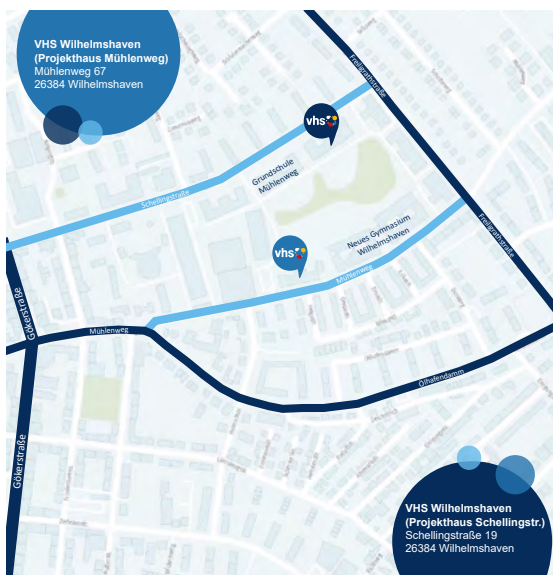 VHS Wilhelmshaven
(Projekthaus Mühlenweg)
Mühlenweg 67
26384 Wilhelmshaven
Freiligrathstraße
vhs
Grundschule
Mühlenweg
Schellingstraße
Neues Gymnasium
Wilhelmshaven
Freiligrathstraße
vhs
Mühlenweg
Gökerstraße
Mühlenweg
Ölhafendamm
Gökerstraße
VHS Wilhelmshaven
(Projekthaus Schellingstr.)
Schellingstraße 19
26384 Wilhelmshaven